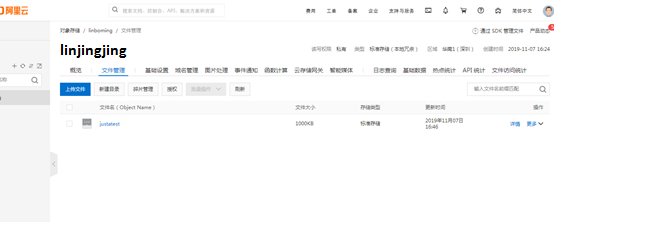 阿里云
搜索文档、控制台、API、解决方案和资源
费用 工单 备案 企业 支持与服务 简体中文
对象存储 / linboming / 文件管理
通过 SDK 管理文件 产品动态
linjingjing
读写权限 私有 类型 标准存储(本地冗余) 区域 华南1(深圳) 创建时间 2019-11-07 16:24
概览 文件管理 基础设置 域名管理 图片处理 事件通知 函数计算 云存储网关 智能媒体 日志查询 基础数据 热点统计 API 统计 文件访问统计
上传文件 新建目录 碎片管理 授权 批量操作 刷新
输入文件名前缀匹配
文件名(Object Name) 文件大小 存储类型 更新时间 操作
justatest 1000KB 标准存储 2019年11月07日 16:46 详情 更多